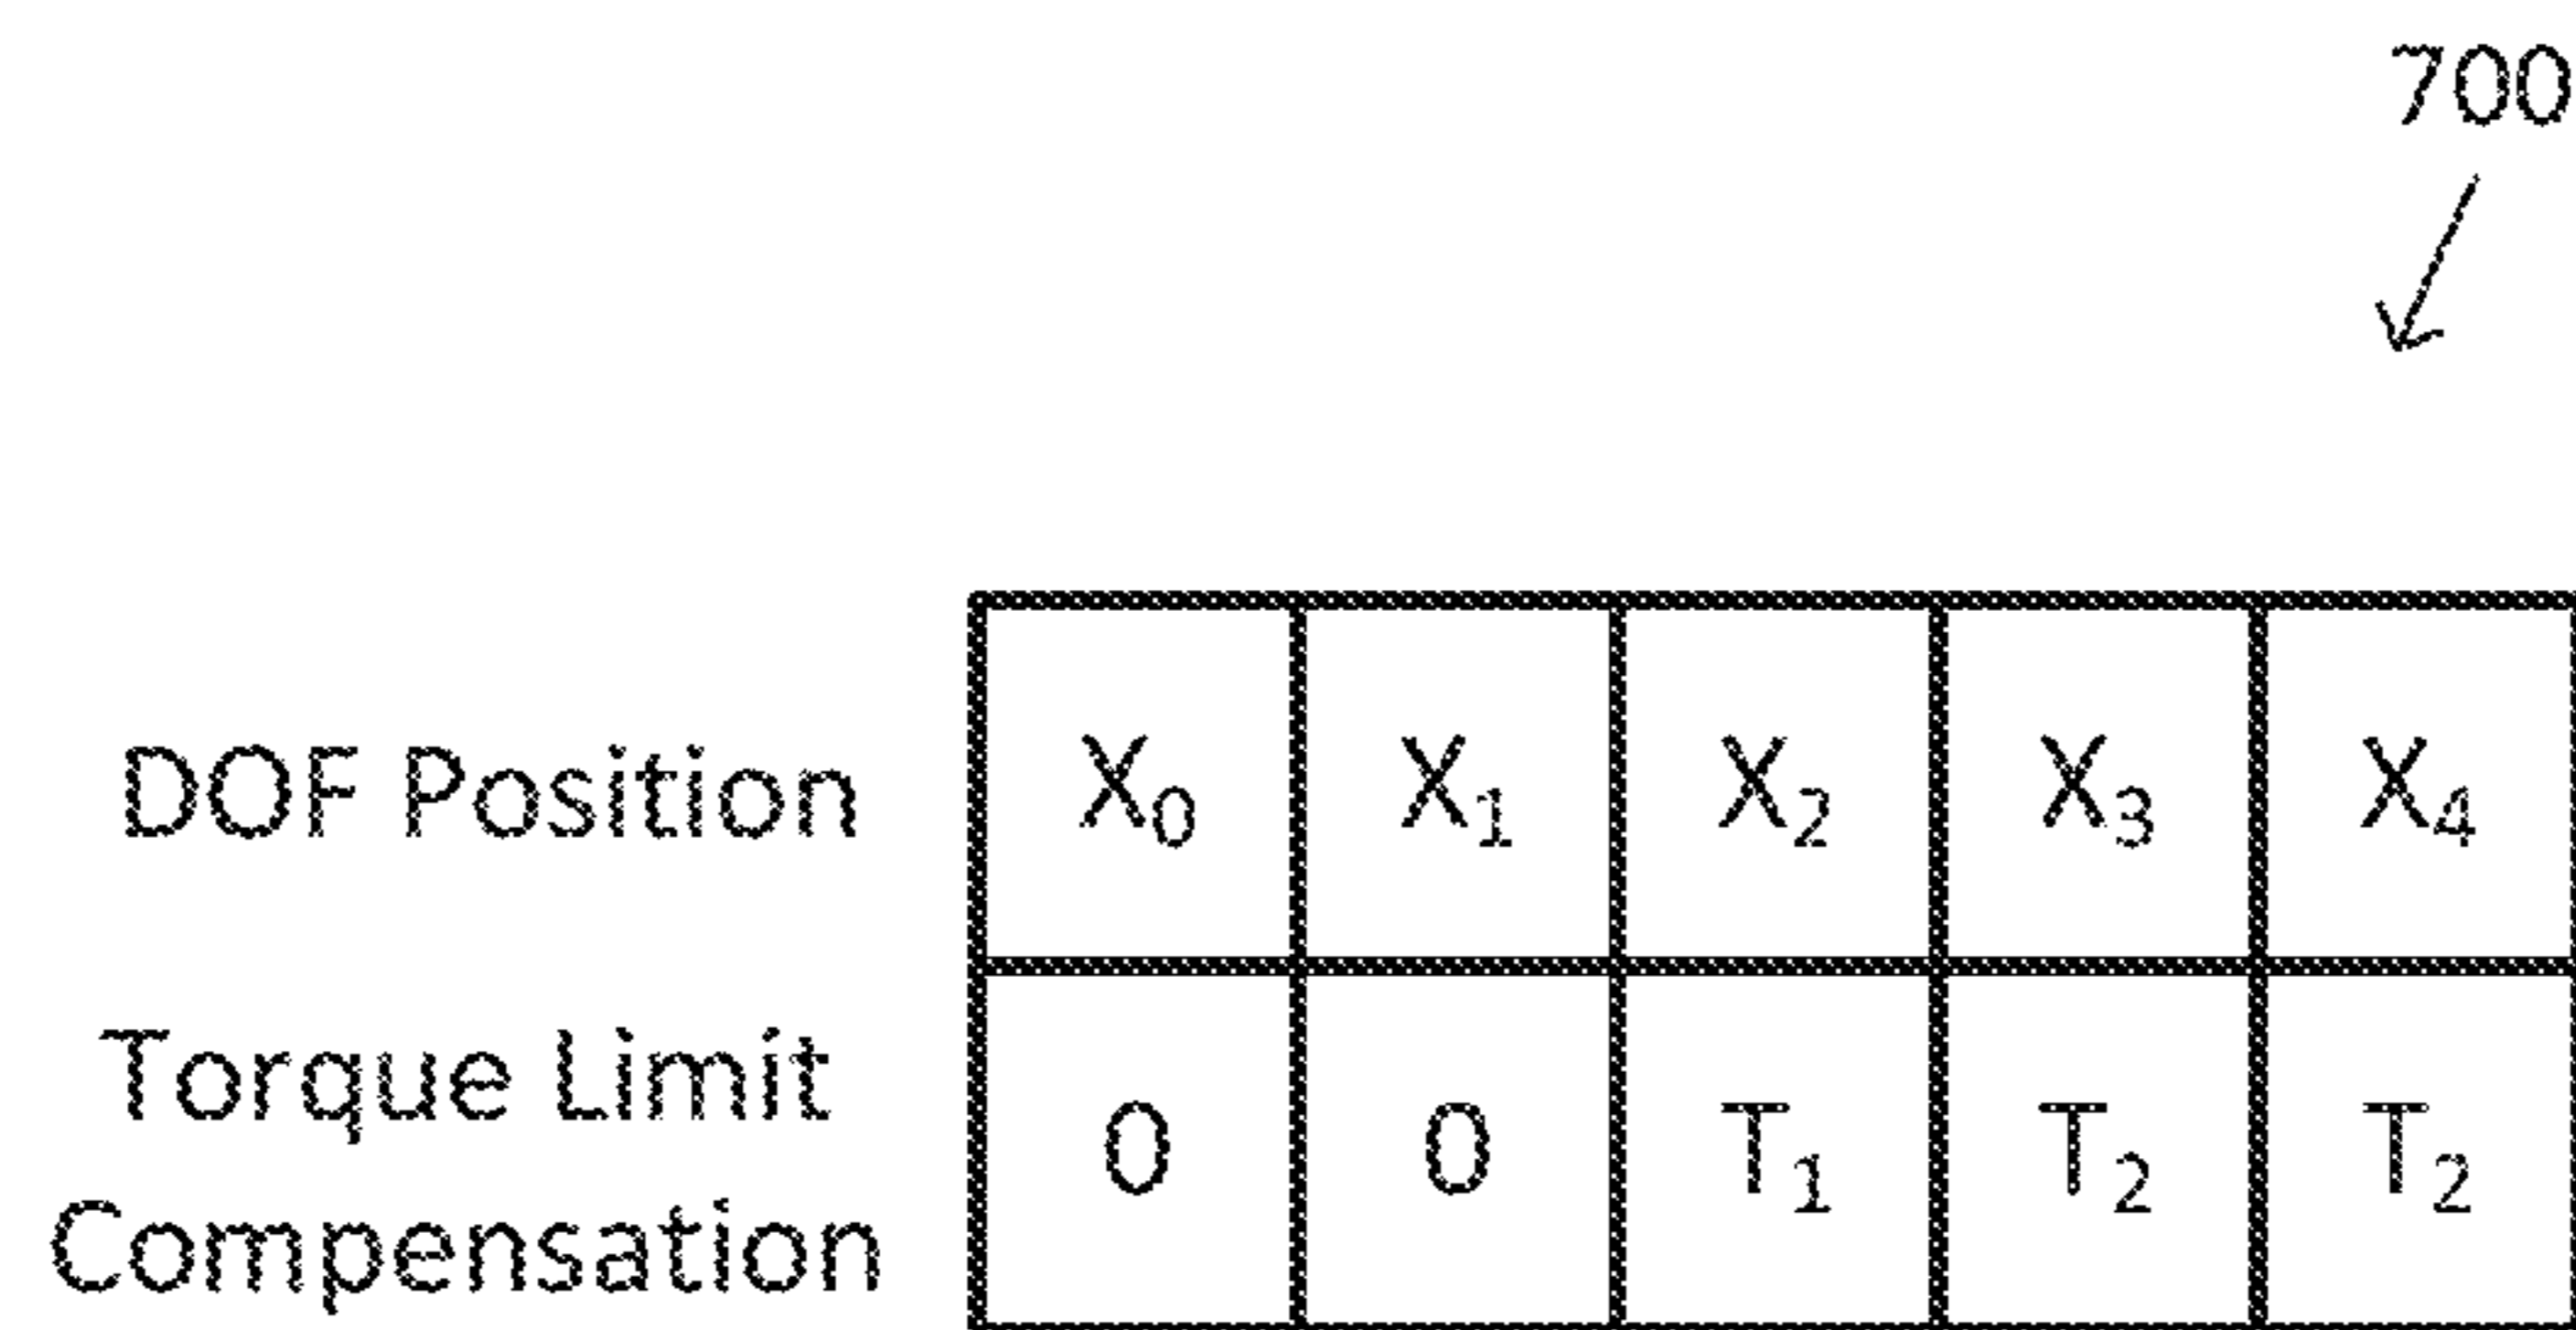 700
DOF Position X₀ X₁ X₂ X₃ X₄
Torque Limit
Compensation 0 0 T₁ T₂ T₂